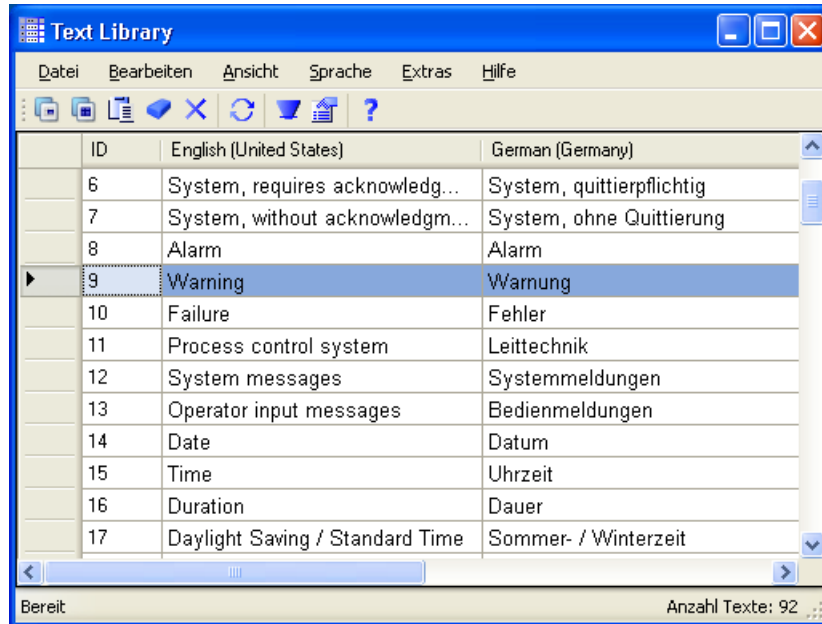 Text Library
Datei Bearbeiten Ansicht Sprache Extras Hilfe
ID English (United States) German (Germany)
6 System, requires acknowledg... System, quittierpflichtig
7 System, without acknowledgm... System, ohne Quittierung
8 Alarm Alarm
9 Warning Warnung
10 Failure Fehler
11 Process control system Leittechnik
12 System messages Systemmeldungen
13 Operator input messages Bedienmeldungen
14 Date Datum
15 Time Uhrzeit
16 Duration Dauer
17 Daylight Saving / Standard Time Sommer- / Winterzeit
Bereit Anzahl Texte: 92